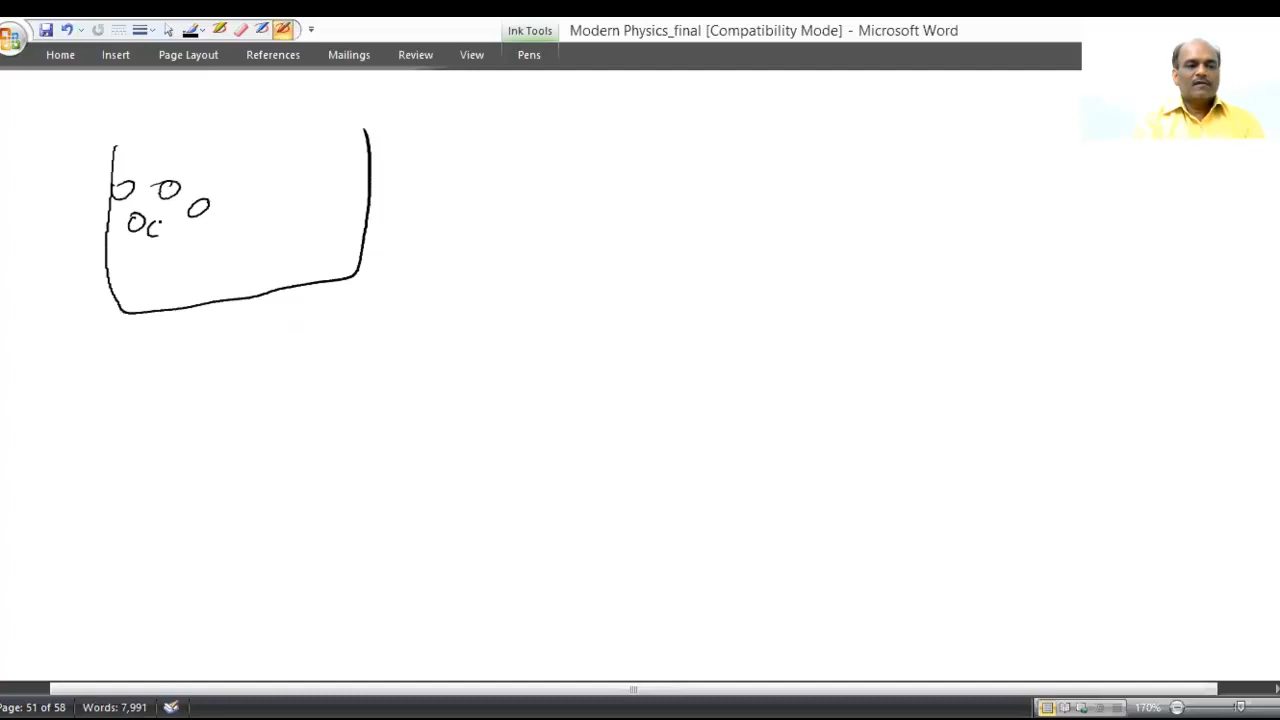 Ink Tools
Modern Physics_final [Compatibility Mode] - Microsoft Word
Home Insert Page Layout References Mailings Review View Pens
Page: 51 of 58 Words: 7,991 170%